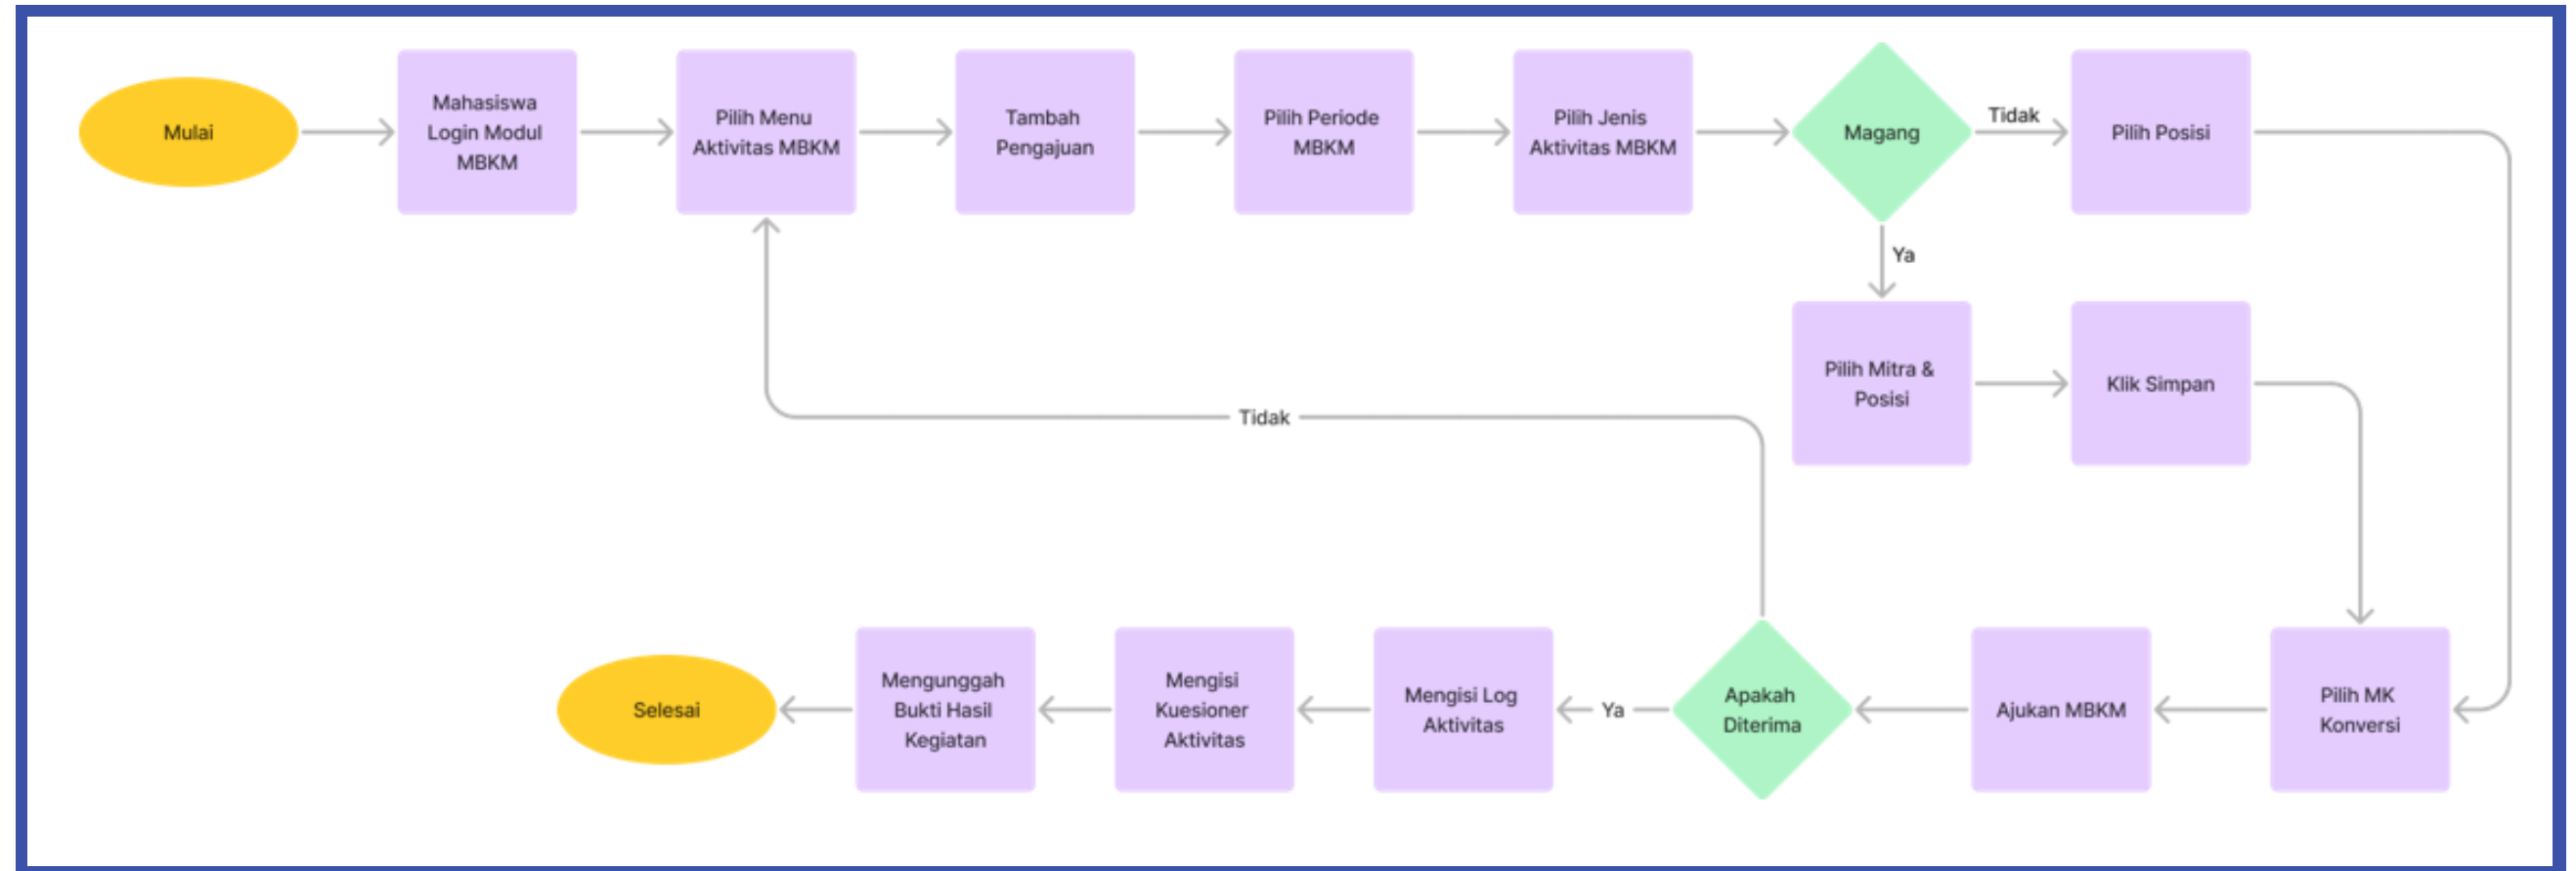 Mulai
Mahasiswa
Login Modul
MBKM
Pilih Menu
Aktivitas MBKM
Tambah
Pengajuan
Pilih Periode
MBKM
Pilih Jenis
Aktivitas MBKM
Magang
Tidak
Pilih Posisi
Ya
Pilih Mitra &
Posisi
Klik Simpan
Tidak
Pilih MK
Konversi
Ajukan MBKM
Apakah
Diterima
Ya
Mengisi Log
Aktivitas
Mengisi
Kuesioner
Aktivitas
Mengunggah
Bukti Hasil
Kegiatan
Selesai